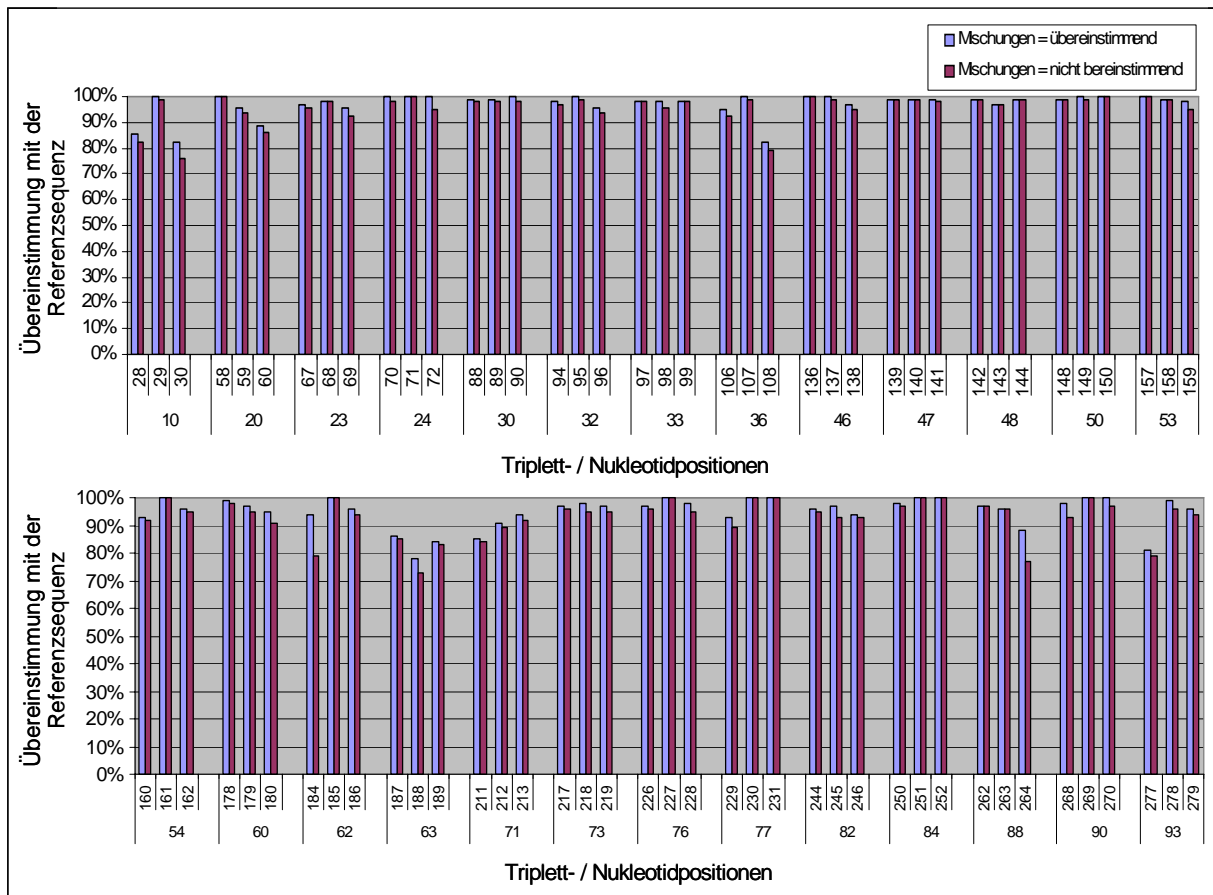 Mischungen = übereinstimmend
Mischungen = nicht bereinstimmend
Übereinstimmung mit der
Referenzsequenz
100%
90%
80%
70%
60%
50%
40%
30%
20%
10%
0%
28 29 30 58 59 60 67 68 69 70 71 72 88 89 90 94 95 96 97 98 99 106 107 108 136 137 138 139 140 141 142 143 144 148 149 150 157 158 159
10 20 23 24 30 32 33 36 46 47 48 50 53
Triplett- / Nukleotidpositionen
Übereinstimmung mit der
Referenzsequenz
100%
90%
80%
70%
60%
50%
40%
30%
20%
10%
0%
160 161 162 178 179 180 184 185 186 187 188 189 211 212 213 217 218 219 226 227 228 229 230 231 244 245 246 250 251 252 262 263 264 268 269 270 277 278 279
54 60 62 63 71 73 76 77 82 84 88 90 93
Triplett- / Nukleotidpositionen